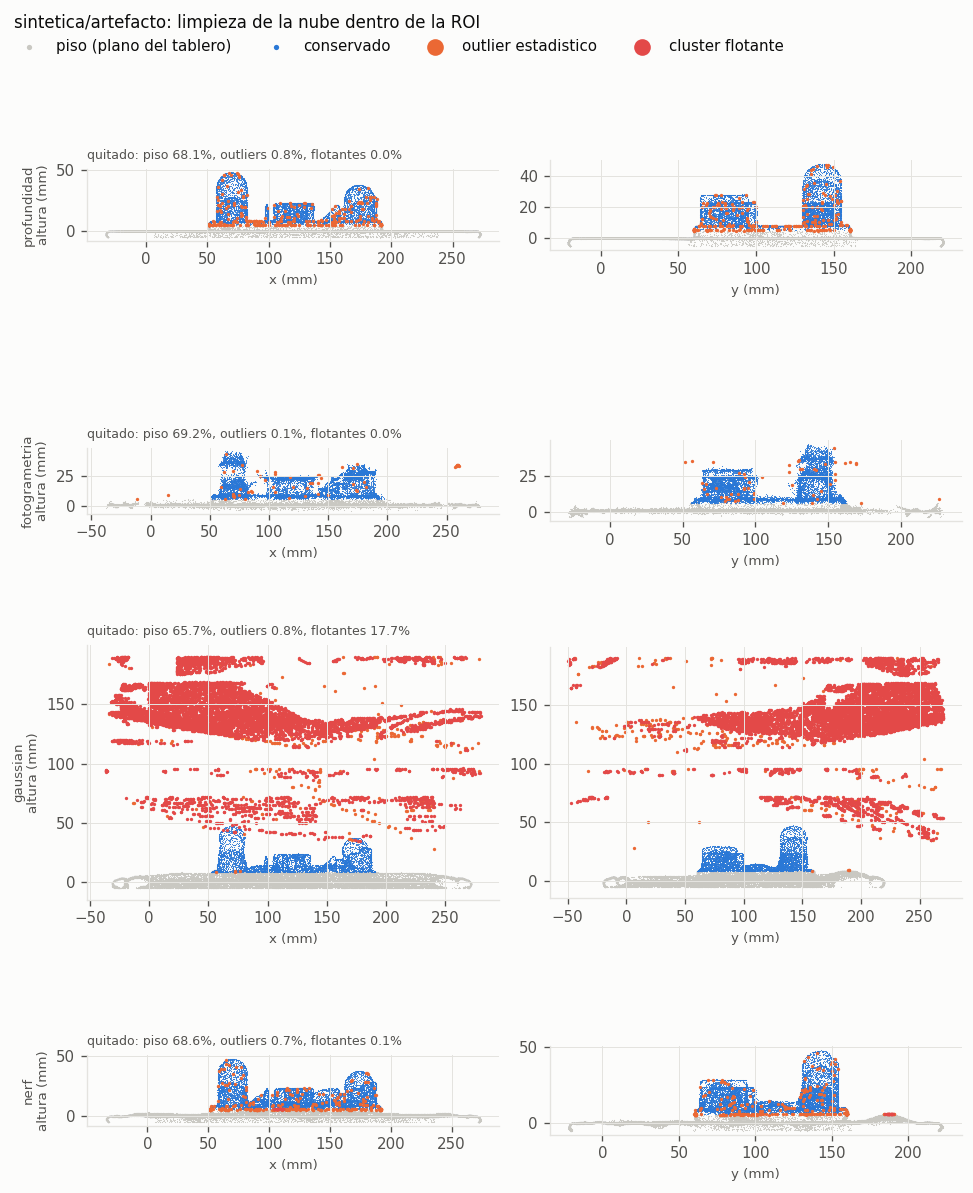 sintetica/artefacto: limpieza de la nube dentro de la ROI
piso (plano del tablero) conservado outlier estadistico cluster flotante
quitado: piso 68.1%, outliers 0.8%, flotantes 0.0%
profundidad
altura (mm)
50
0
0 50 100 150 200 250
x (mm)
40
20
0
0 50 100 150 200
y (mm)
quitado: piso 69.2%, outliers 0.1%, flotantes 0.0%
fotogrametria
altura (mm)
25
0
−50 0 50 100 150 200 250
x (mm)
25
0
0 50 100 150 200
y (mm)
quitado: piso 65.7%, outliers 0.8%, flotantes 17.7%
gaussian
altura (mm)
150
100
50
0
−50 0 50 100 150 200 250
x (mm)
150
100
50
0
−50 0 50 100 150 200 250
y (mm)
quitado: piso 68.6%, outliers 0.7%, flotantes 0.1%
nerf
altura (mm)
50
0
0 50 100 150 200 250
x (mm)
50
0
0 50 100 150 200
y (mm)